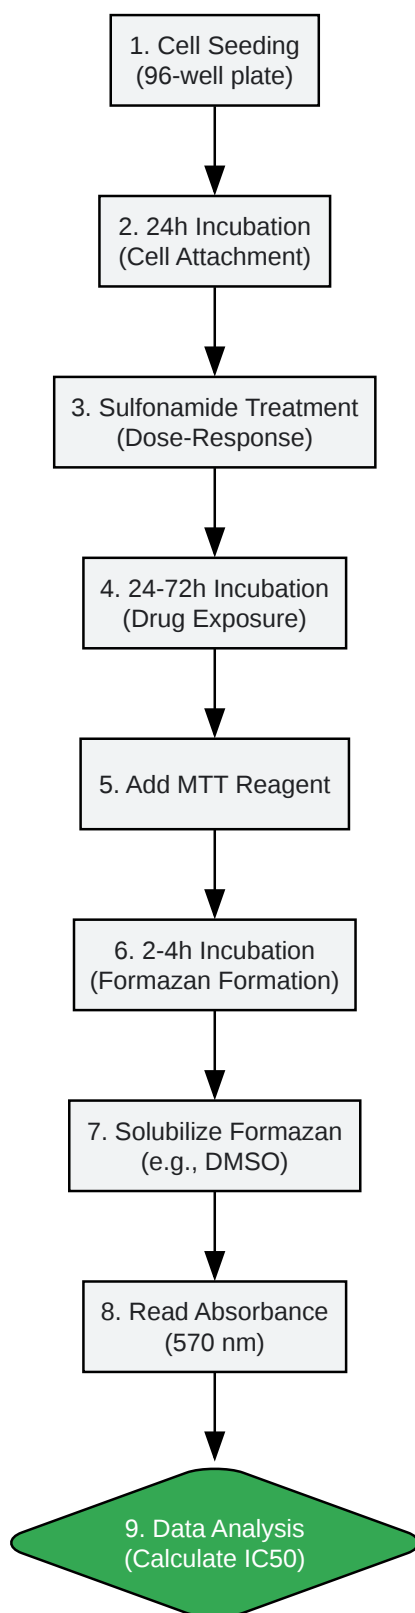 1. Cell Seeding
(96-well plate)
2. 24h Incubation
(Cell Attachment)
3. Sulfonamide Treatment
(Dose-Response)
4. 24-72h Incubation
(Drug Exposure)
5. Add MTT Reagent
6. 2-4h Incubation
(Formazan Formation)
7. Solubilize Formazan
(e.g., DMSO)
8. Read Absorbance
(570 nm)
9. Data Analysis
(Calculate IC50)